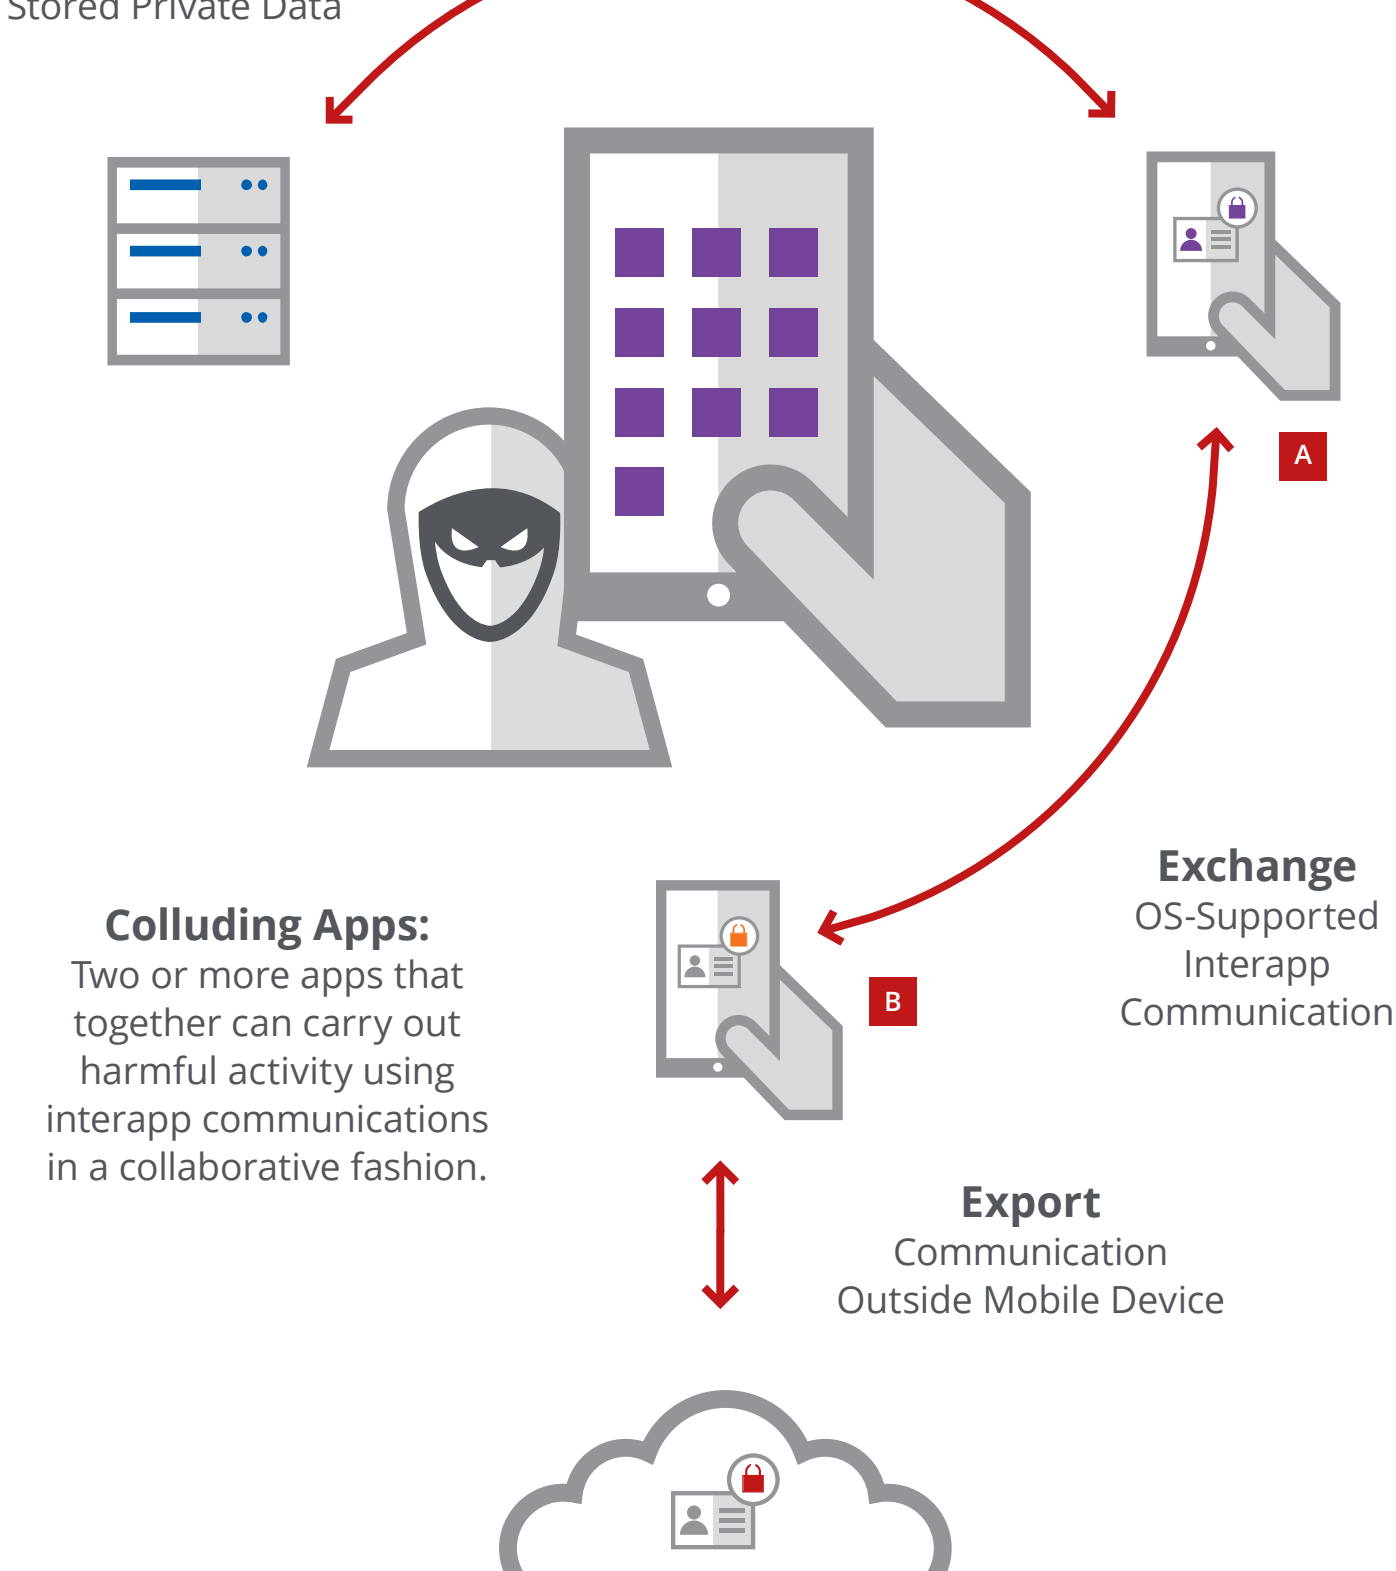 Stored Private Data
A
Exchange
OS-Supported
Interapp
Communication
Colluding Apps:
Two or more apps that
together can carry out
harmful activity using
interapp communications
in a collaborative fashion.
B
Export
Communication
Outside Mobile Device